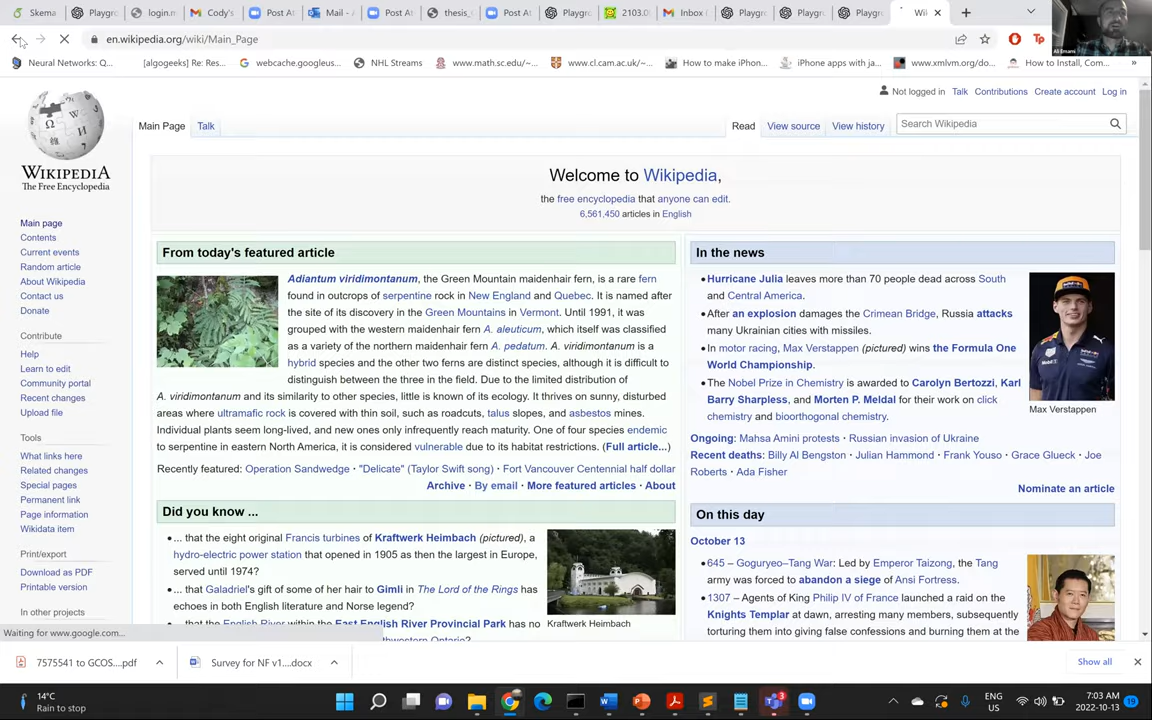 Skema
Playgro
login.m
Cody's
Post At
Mail -
Post At
thesis_
Post At
Playgro
2103.0
Inbox (
Playgro
Playgro
Playgro
Wi
en.wikipedia.org/wiki/Main_Page
Neural Networks: Q...
[algogeeks] Re: Res...
webcache.googleus...
NHL Streams
www.math.sc.edu/~...
www.cl.cam.ac.uk/~...
How to make iPhon...
iPhone apps with ja...
www.xmlvm.org/do...
How to Install, Com...
Ali Emami
Not logged in Talk Contributions Create account Log in
Main Page Talk
Read View source View history
Search Wikipedia
WIKIPEDIA
The Free Encyclopedia
Main page
Contents
Current events
Random article
About Wikipedia
Contact us
Donate
Contribute
Help
Learn to edit
Community portal
Recent changes
Upload file
Tools
What links here
Related changes
Special pages
Permanent link
Page information
Wikidata item
Print/export
Download as PDF
Printable version
In other projects
Welcome to Wikipedia,
the free encyclopedia that anyone can edit.
6,561,450 articles in English
From today's featured article
Adiantum viridimontanum, the Green Mountain maidenhair fern, is a rare fern
found in outcrops of serpentine rock in New England and Quebec. It is named after
the site of its discovery in the Green Mountains in Vermont. Until 1991, it was
grouped with the western maidenhair fern A. aleuticum, which itself was classified
as a variety of the northern maidenhair fern A. pedatum. A. viridimontanum is a
hybrid species and the other two ferns are distinct species, although it is difficult to
distinguish between the three in the field. Due to the limited distribution of
A. viridimontanum and its similarity to other species, little is known of its ecology. It thrives on sunny, disturbed
areas where ultramafic rock is covered with thin soil, such as roadcuts, talus slopes, and asbestos mines.
Individual plants seem long-lived, and new ones only infrequently reach maturity. One of four species endemic
to serpentine in eastern North America, it is considered vulnerable due to its habitat restrictions. (Full article...)
Recently featured: Operation Sandwedge · "Delicate" (Taylor Swift song) · Fort Vancouver Centennial half dollar
Archive · By email · More featured articles · About
Did you know ...
• ... that the eight original Francis turbines of Kraftwerk Heimbach (pictured), a
hydro-electric power station that opened in 1905 as then the largest in Europe,
served until 1974?
• ... that Galadriel's gift of some of her hair to Gimli in The Lord of the Rings has
echoes in both English literature and Norse legend?
• ... that the English River within the East English River Provincial Park has no
Northwestern Ontario?
Kraftwerk Heimbach
In the news
• Hurricane Julia leaves more than 70 people dead across South
and Central America.
• After an explosion damages the Crimean Bridge, Russia attacks
many Ukrainian cities with missiles.
• In motor racing, Max Verstappen (pictured) wins the Formula One
World Championship.
• The Nobel Prize in Chemistry is awarded to Carolyn Bertozzi, Karl
Barry Sharpless, and Morten P. Meldal for their work on click
chemistry and bioorthogonal chemistry.
Max Verstappen
Ongoing: Mahsa Amini protests · Russian invasion of Ukraine
Recent deaths: Billy Al Bengston · Julian Hammond · Frank Youso · Grace Glueck · Joe
Roberts · Ada Fisher
Nominate an article
On this day
October 13
• 645 – Goguryeo–Tang War: Led by Emperor Taizong, the Tang
army was forced to abandon a siege of Ansi Fortress.
• 1307 – Agents of King Philip IV of France launched a raid on the
Knights Templar at dawn, arresting many members, subsequently
torturing them into giving false confessions and burning them at the
Waiting for www.google.com...
7575541 to GCOS....pdf
Survey for NF v1....docx
Show all
14°C
Rain to stop
ENG
US
7:03 AM
2022-10-13